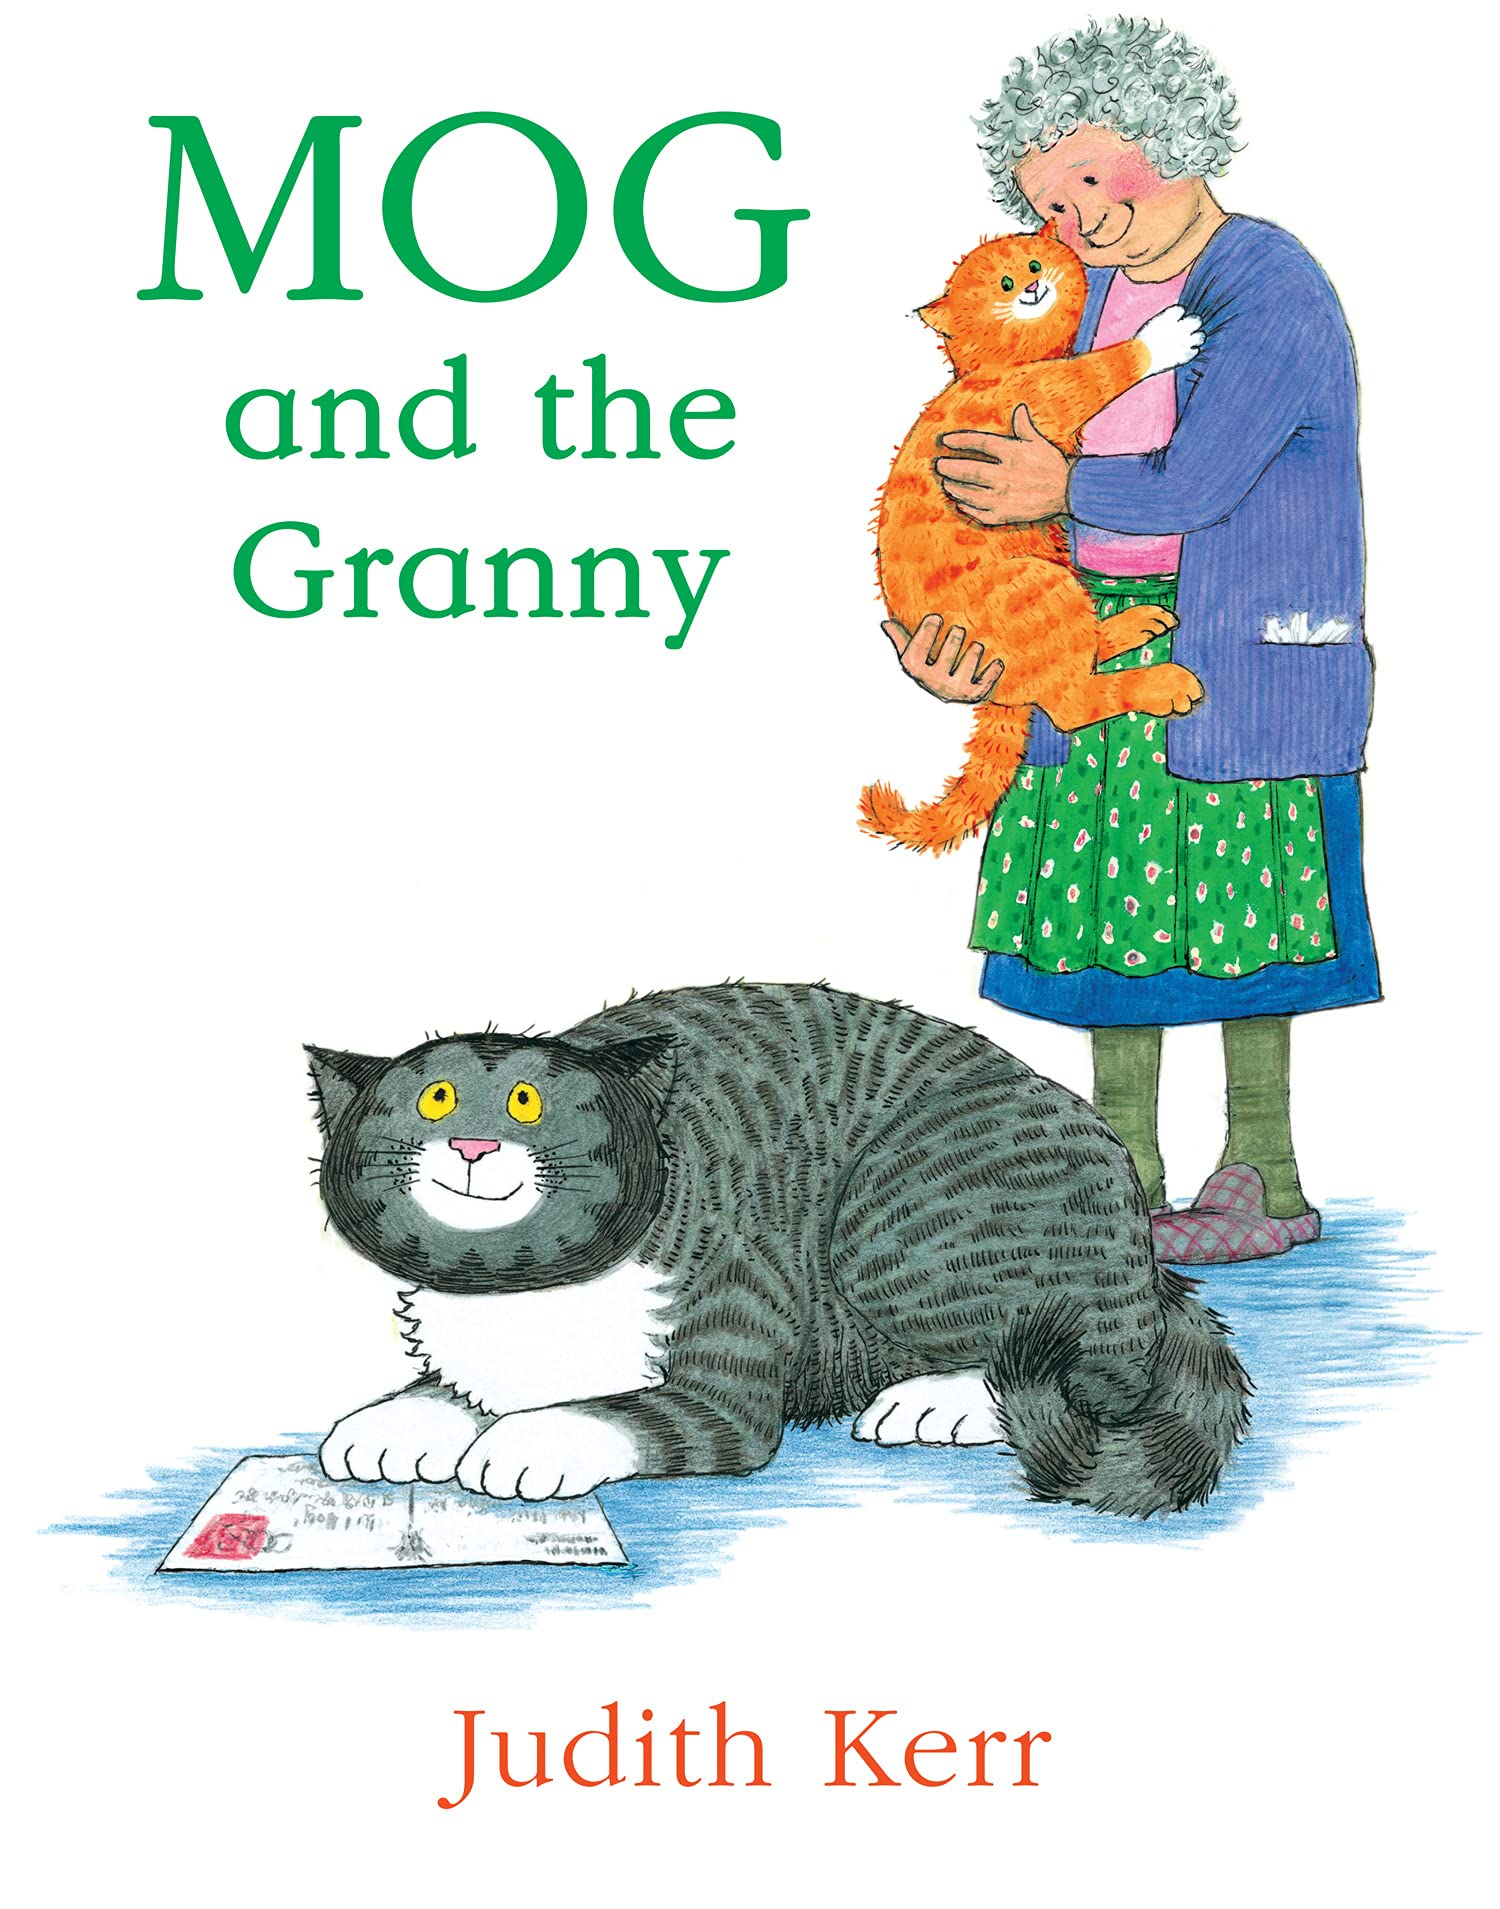 MOG
and the
Granny
Judith Kerr